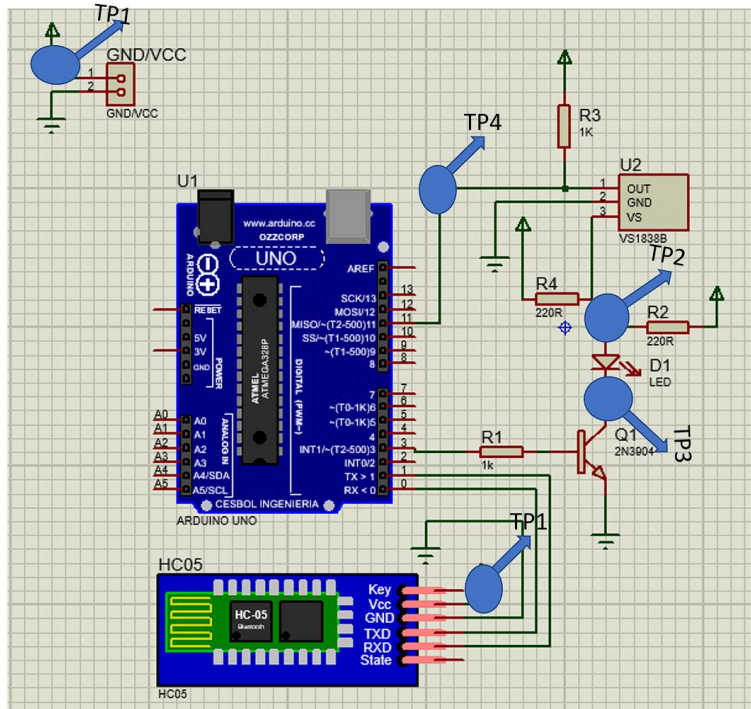 TP1
GND/VCC
1
2
GND/VCC
TP4
R3
1K
U2
1 OUT
2 GND
3 VS
VS1838B
U1
www.arduino.cc
OZZCORP
UNO
ARDUINO
AREF
RESET
5V
3V
GND
POWER
SCK/13 13
MOSI/12 12
MISO/~(T2-500)11 11
SS/~(T1-500)10 10
~(T1-500)9 9
8 8
ATMEL
ATMEGA328P
DIGITAL (PWM~)
7 7
~(T0-1K)6 6
~(T0-1K)5 5
4 4
INT1/~(T2-500)3 3
INT0/2 2
TX > 1 1
RX < 0 0
A0 A0
A1 A1
A2 A2
A3 A3
A4 A4/SDA
A5 A5/SCL
ANALOG IN
CESBOL INGENIERIA
ARDUINO UNO
R4
220R
TP2
R2
220R
D1
LED
R1
1k
Q1
2N3904
TP3
TP1
HC05
HC-05
Bluetooth
Key
Vcc
GND
TXD
RXD
State
HC05